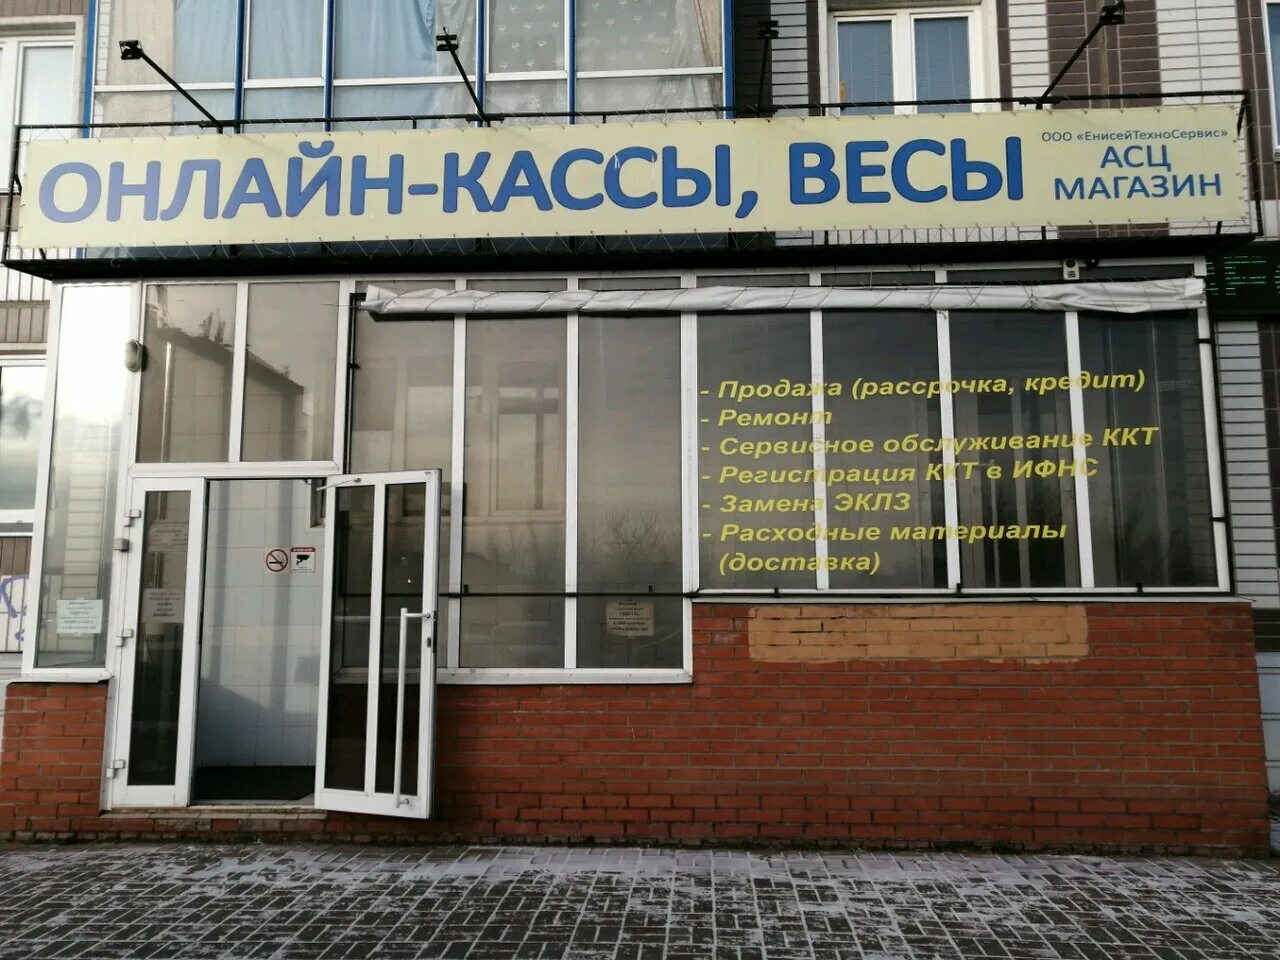 ОНЛАЙН-КАССЫ, ВЕСЫ
ООО «ЕнисейТехноСервис»
АСЦ
МАГАЗИН
- Продажа (рассрочка, кредит)
- Ремонт
- Сервисное обслуживание ККТ
- Регистрация ККТ в ИФНС
- Замена ЭКЛЗ
- Расходные материалы
(доставка)